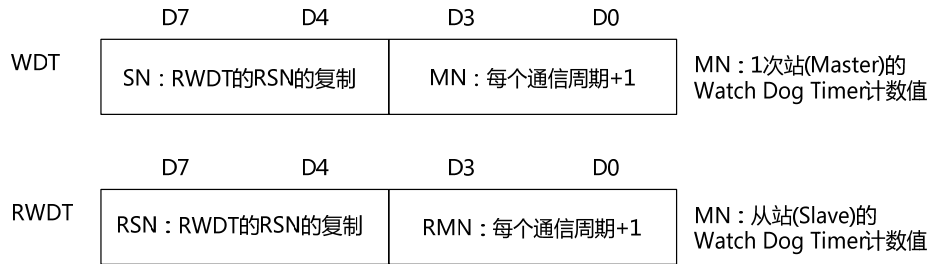 D7 D4 D3 D0
WDT
SN：RWDT的RSN的复制
MN：每个通信周期+1
MN：1次站(Master)的
Watch Dog Timer计数值
D7 D4 D3 D0
RWDT
RSN：RWDT的RSN的复制
RMN：每个通信周期+1
MN：从站(Slave)的
Watch Dog Timer计数值